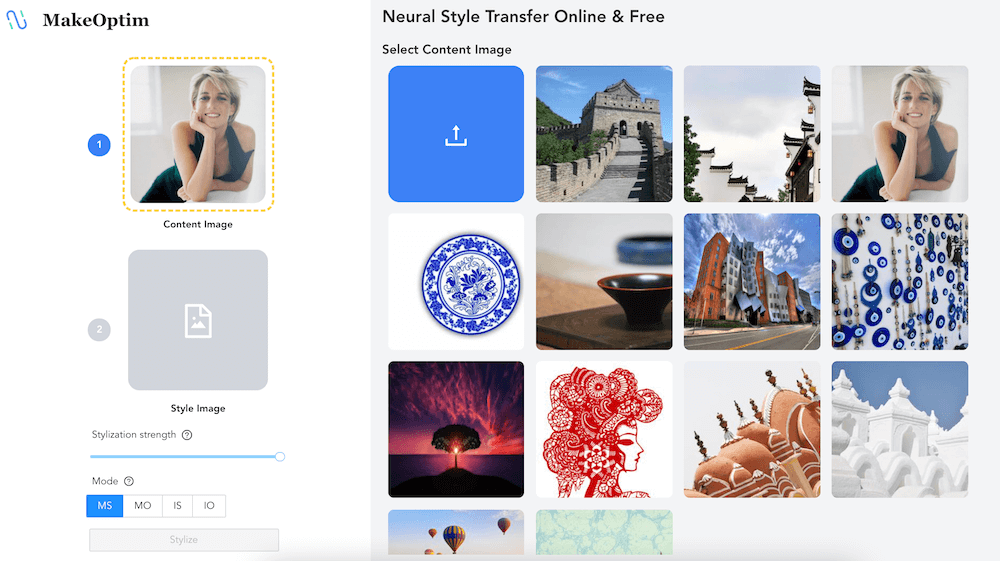 MakeOptim
1
Content Image
2
Style Image
Stylization strength ?
Mode ?
MS MO IS IO
Stylize
Neural Style Transfer Online & Free
Select Content Image